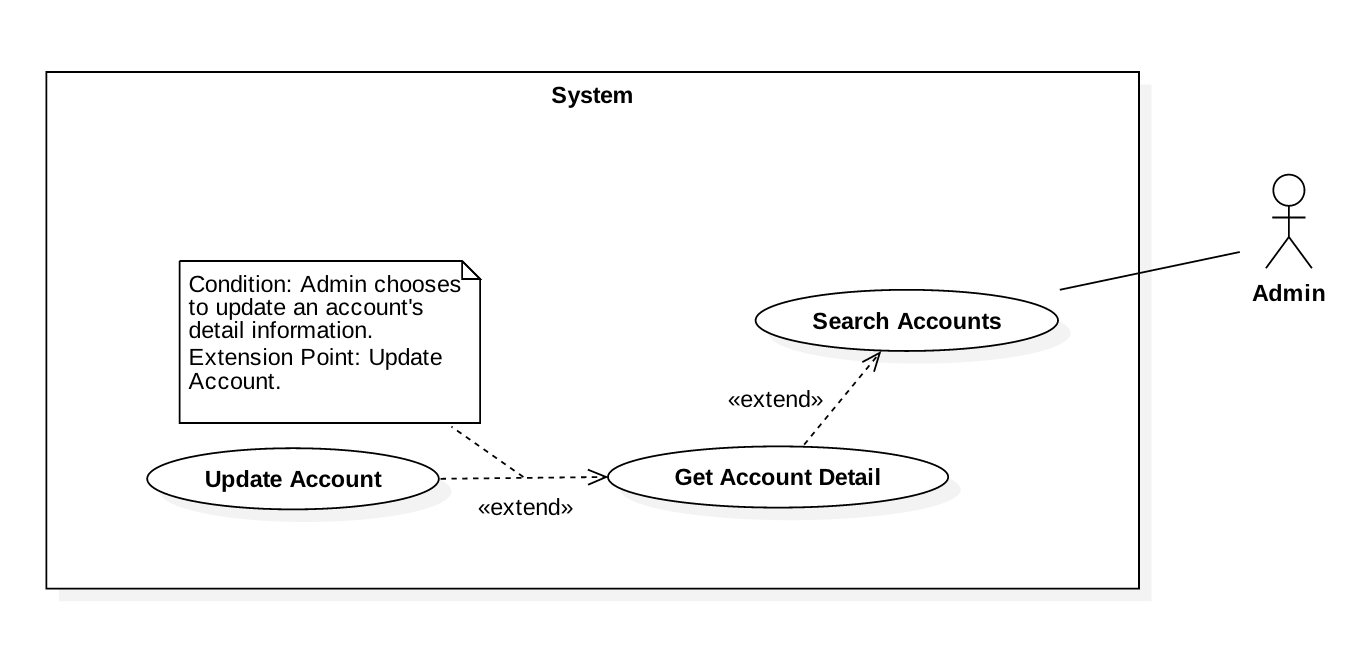 System
Condition: Admin chooses
to update an account's
detail information.
Extension Point: Update
Account.
Admin
Search Accounts
«extend»
Update Account
Get Account Detail
«extend»